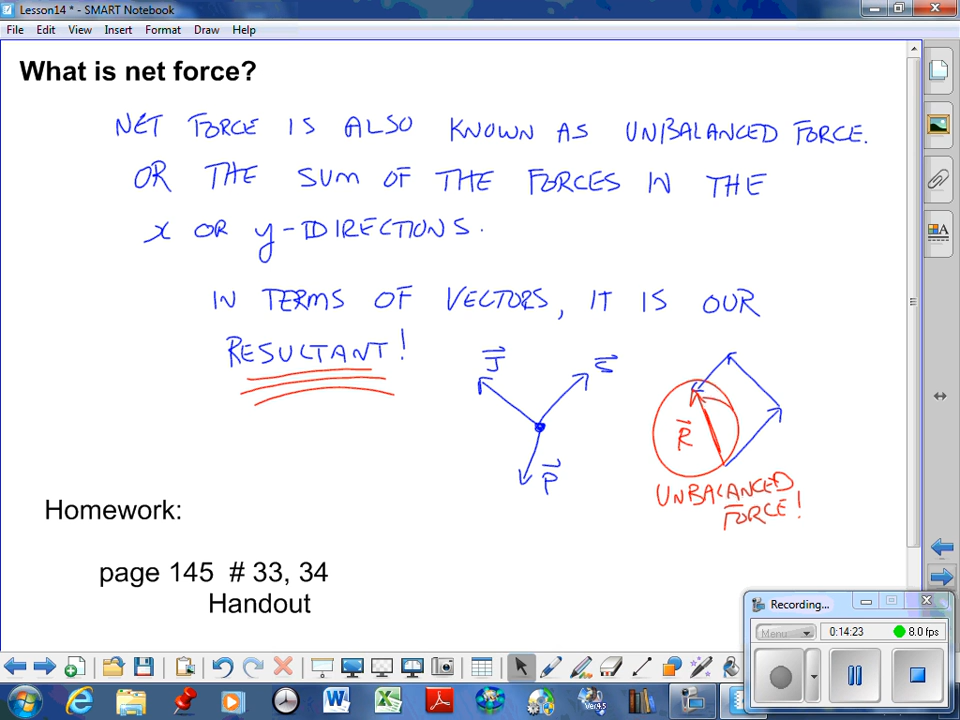 Lesson14 * - SMART Notebook
File Edit View Insert Format Draw Help
What is net force?
NET FORCE IS ALSO KNOWN AS UNBALANCED FORCE.
OR THE SUM OF THE FORCES IN THE
x OR y-DIRECTIONS.
IN TERMS OF VECTORS, IT IS OUR
RESULTANT!
J S
R
P
UNBALANCED
FORCE!
Homework:
page 145 # 33, 34
Handout
Recording...
Menu 0:14:23 8.0 fps
Ver4.5